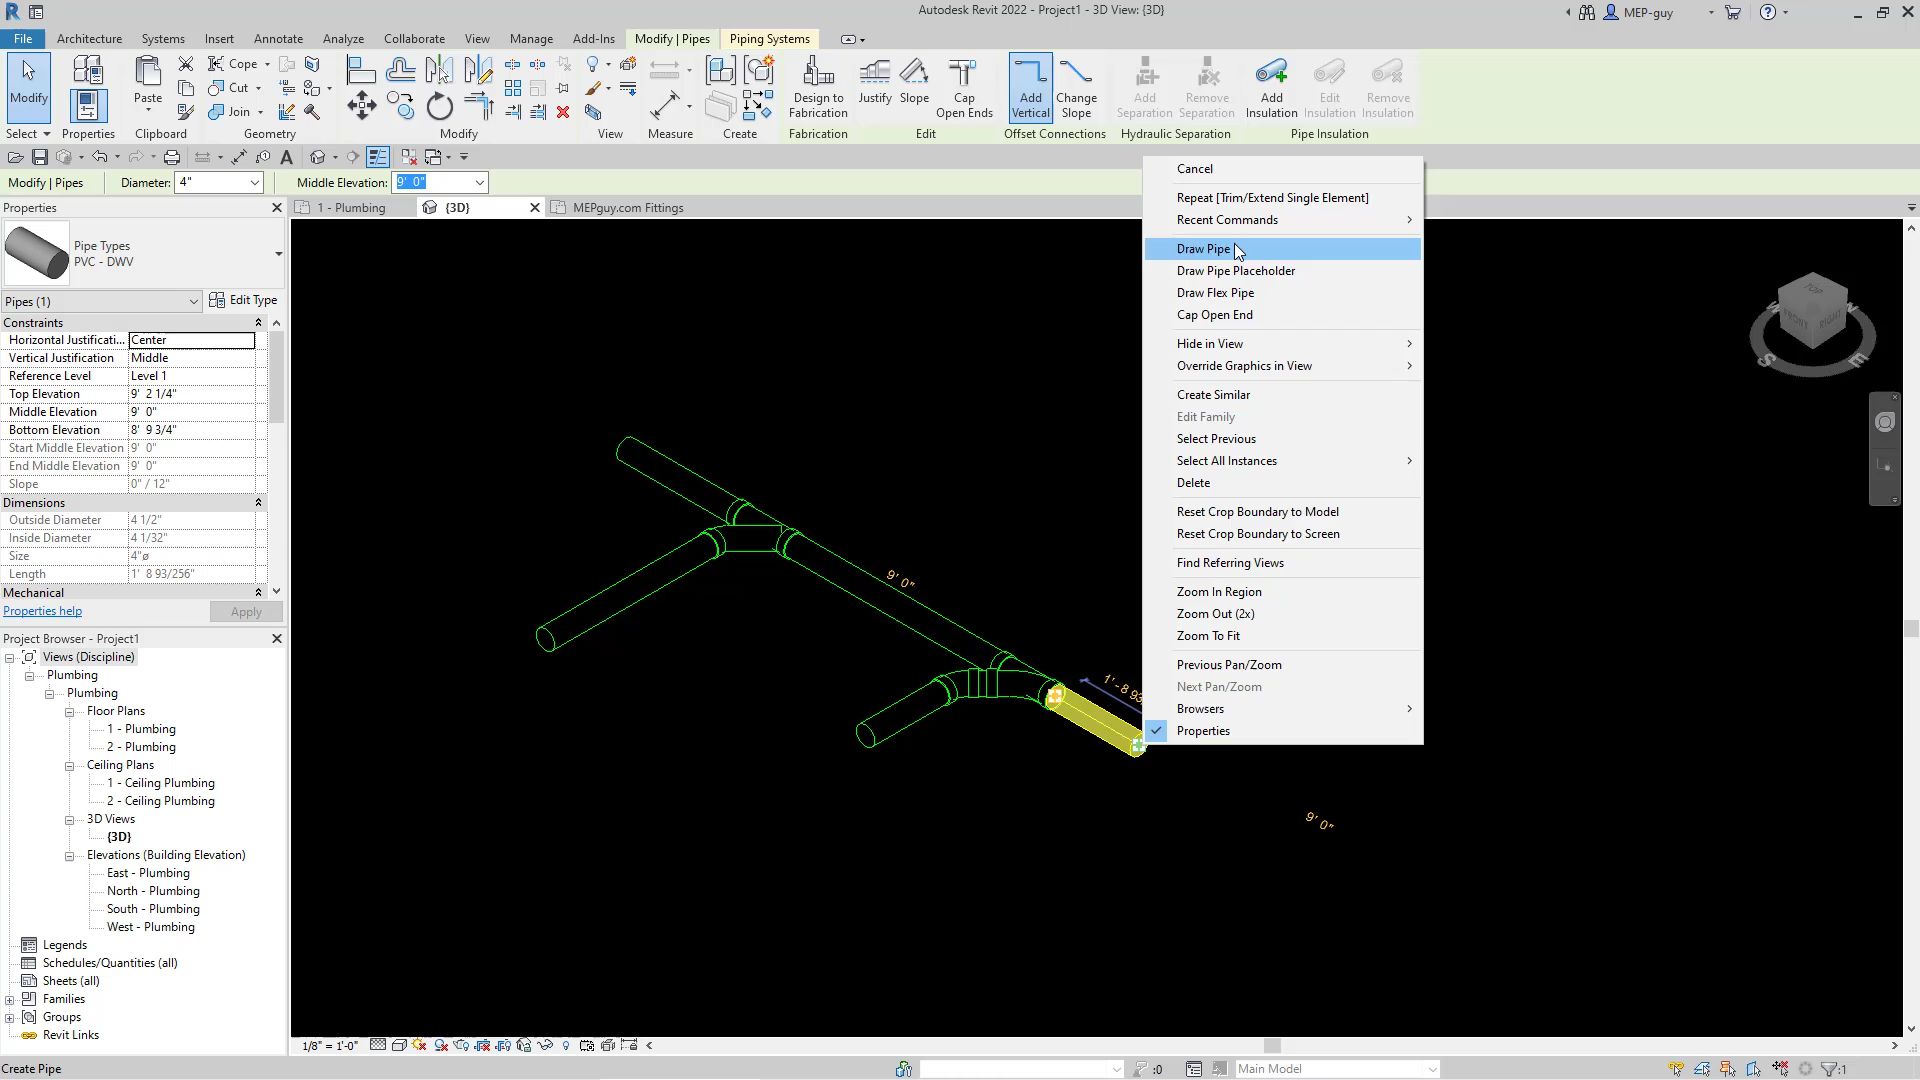 Autodesk Revit 2022 - Project1 - 3D View: {3D}
MEP-guy
File Architecture Systems Insert Annotate Analyze Collaborate View Manage Add-Ins Modify | Pipes Piping Systems
Modify
Select
Properties
Paste
Clipboard
Cope
Cut
Join
Geometry
Modify
View
Measure
Create
Design to
Fabrication
Fabrication
Justify
Slope
Cap
Open Ends
Edit
Add
Vertical
Change
Slope
Offset Connections
Add
Separation
Remove
Separation
Hydraulic Separation
Add
Insulation
Edit
Insulation
Remove
Insulation
Pipe Insulation
Modify | Pipes Diameter: 4" Middle Elevation: 9' 0"
Properties
1 - Plumbing {3D} MEPguy.com Fittings
Pipe Types
PVC - DWV
Pipes (1) Edit Type
Constraints
Horizontal Justificati... Center
Vertical Justification Middle
Reference Level Level 1
Top Elevation 9' 2 1/4"
Middle Elevation 9' 0"
Bottom Elevation 8' 9 3/4"
Start Middle Elevation 9' 0"
End Middle Elevation 9' 0"
Slope 0" / 12"
Dimensions
Outside Diameter 4 1/2"
Inside Diameter 4 1/32"
Size 4"ø
Length 1' 8 93/256"
Mechanical
Properties help Apply
Project Browser - Project1
Views (Discipline)
Plumbing
Plumbing
Floor Plans
1 - Plumbing
2 - Plumbing
Ceiling Plans
1 - Ceiling Plumbing
2 - Ceiling Plumbing
3D Views
{3D}
Elevations (Building Elevation)
East - Plumbing
North - Plumbing
South - Plumbing
West - Plumbing
Legends
Schedules/Quantities (all)
Sheets (all)
Families
Groups
Revit Links
Cancel
Repeat [Trim/Extend Single Element]
Recent Commands
Draw Pipe
Draw Pipe Placeholder
Draw Flex Pipe
Cap Open End
Hide in View
Override Graphics in View
Create Similar
Edit Family
Select Previous
Select All Instances
Delete
Reset Crop Boundary to Model
Reset Crop Boundary to Screen
Find Referring Views
Zoom In Region
Zoom Out (2x)
Zoom To Fit
Previous Pan/Zoom
Next Pan/Zoom
Browsers
Properties
9' 0"
1' - 8 93
9' 0"
TOP
FRONT
RIGHT
W
N
S
E
1/8" = 1'-0"
Create Pipe
:0
Main Model
:1